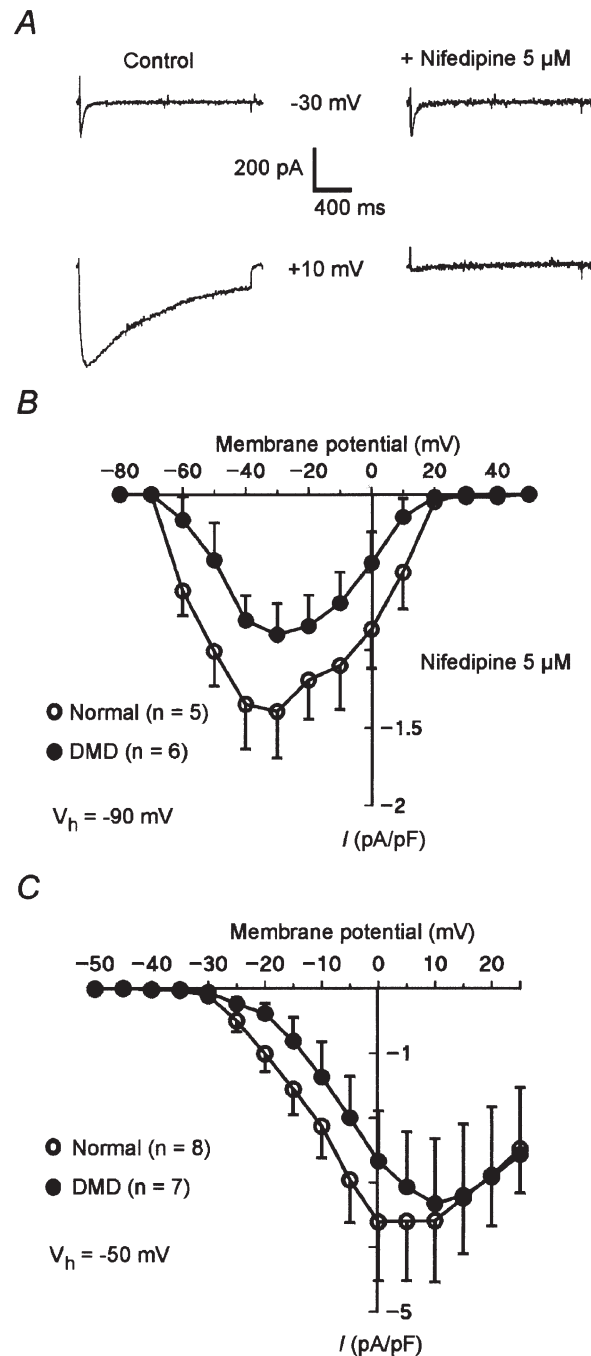 A
Control
+ Nifedipine 5 µM
-30 mV
200 pA
400 ms
+10 mV
B
Membrane potential (mV)
−80 −60 −40 −20 0 20 40
Nifedipine 5 µM
Normal (n = 5)
DMD (n = 6)
−1.5
V_h = -90 mV
−2
I (pA/pF)
C
Membrane potential (mV)
−50 −40 −30 −20 −10 0 10 20
−1
Normal (n = 8)
DMD (n = 7)
V_h = -50 mV
−5
I (pA/pF)